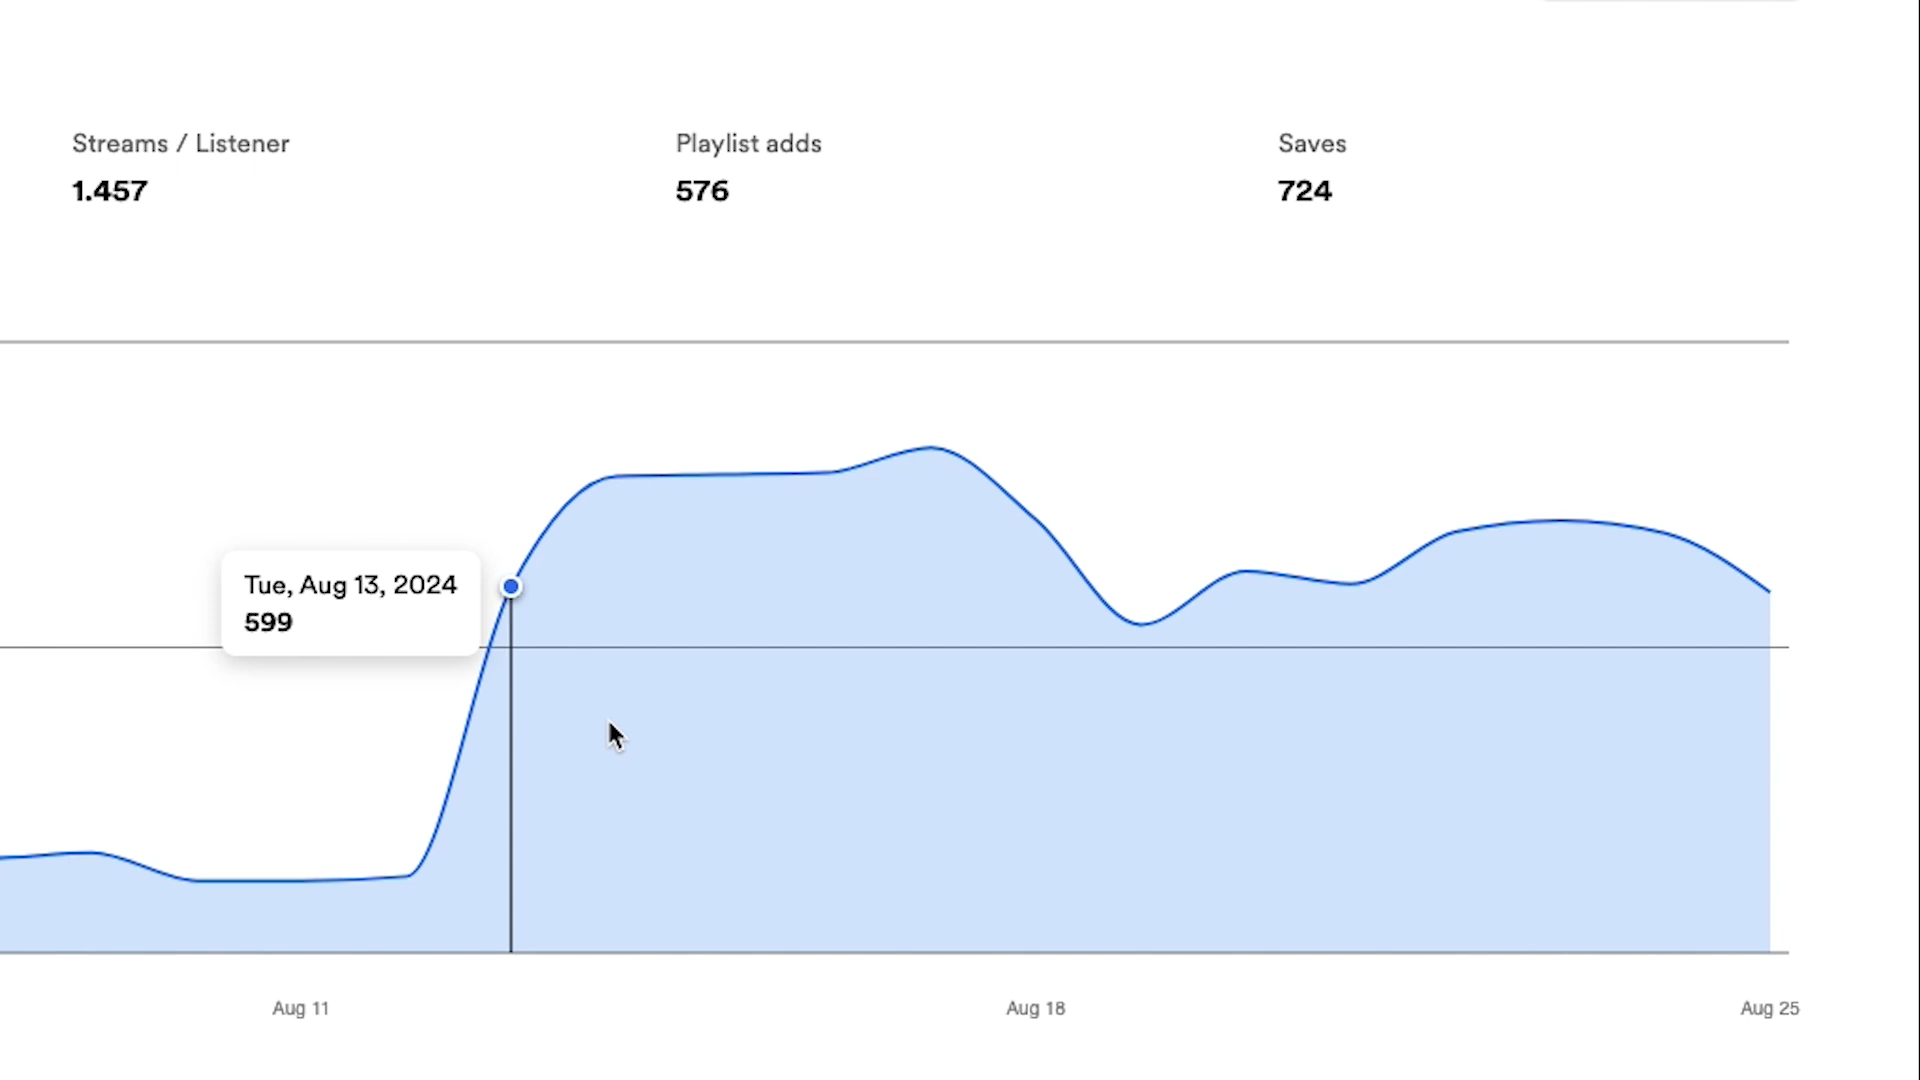 Streams / Listener
1.457
Playlist adds
576
Saves
724
Tue, Aug 13, 2024
599
Aug 11
Aug 18
Aug 25